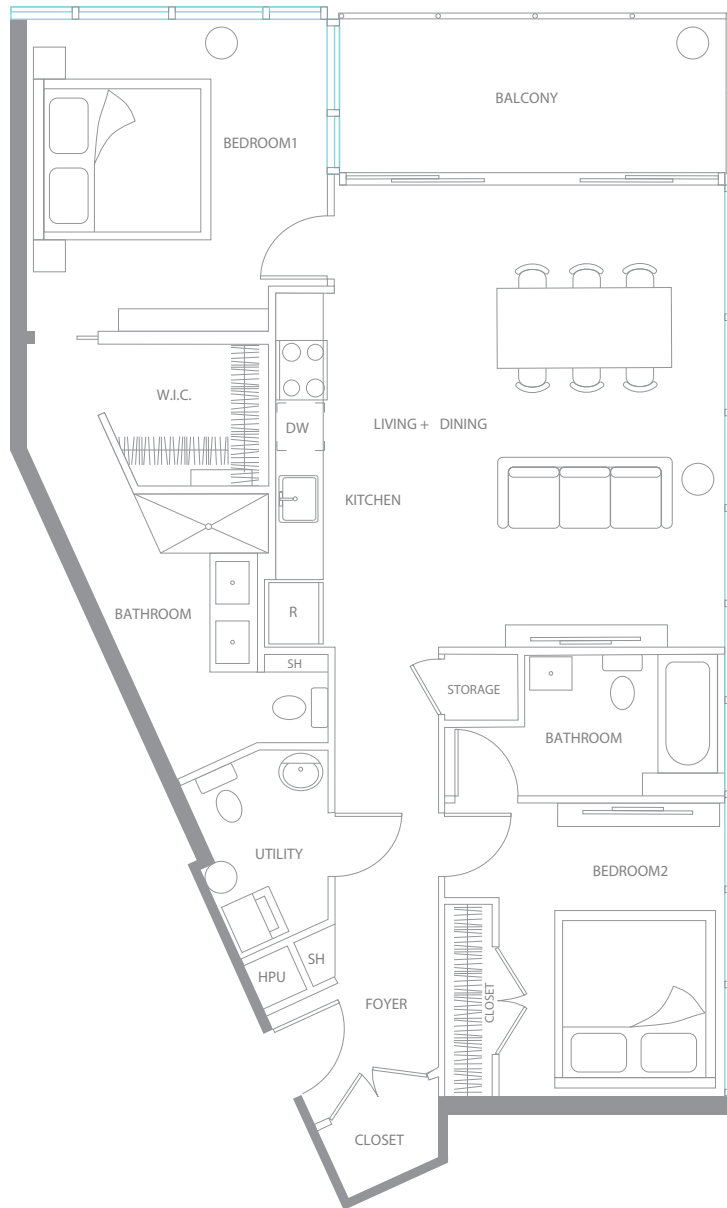 BALCONY
BEDROOM1
W.I.C.
DW
LIVING + DINING
KITCHEN
R
BATHROOM
SH
STORAGE
BATHROOM
UTILITY
BEDROOM2
SH
HPU
CLOSET
FOYER
CLOSET